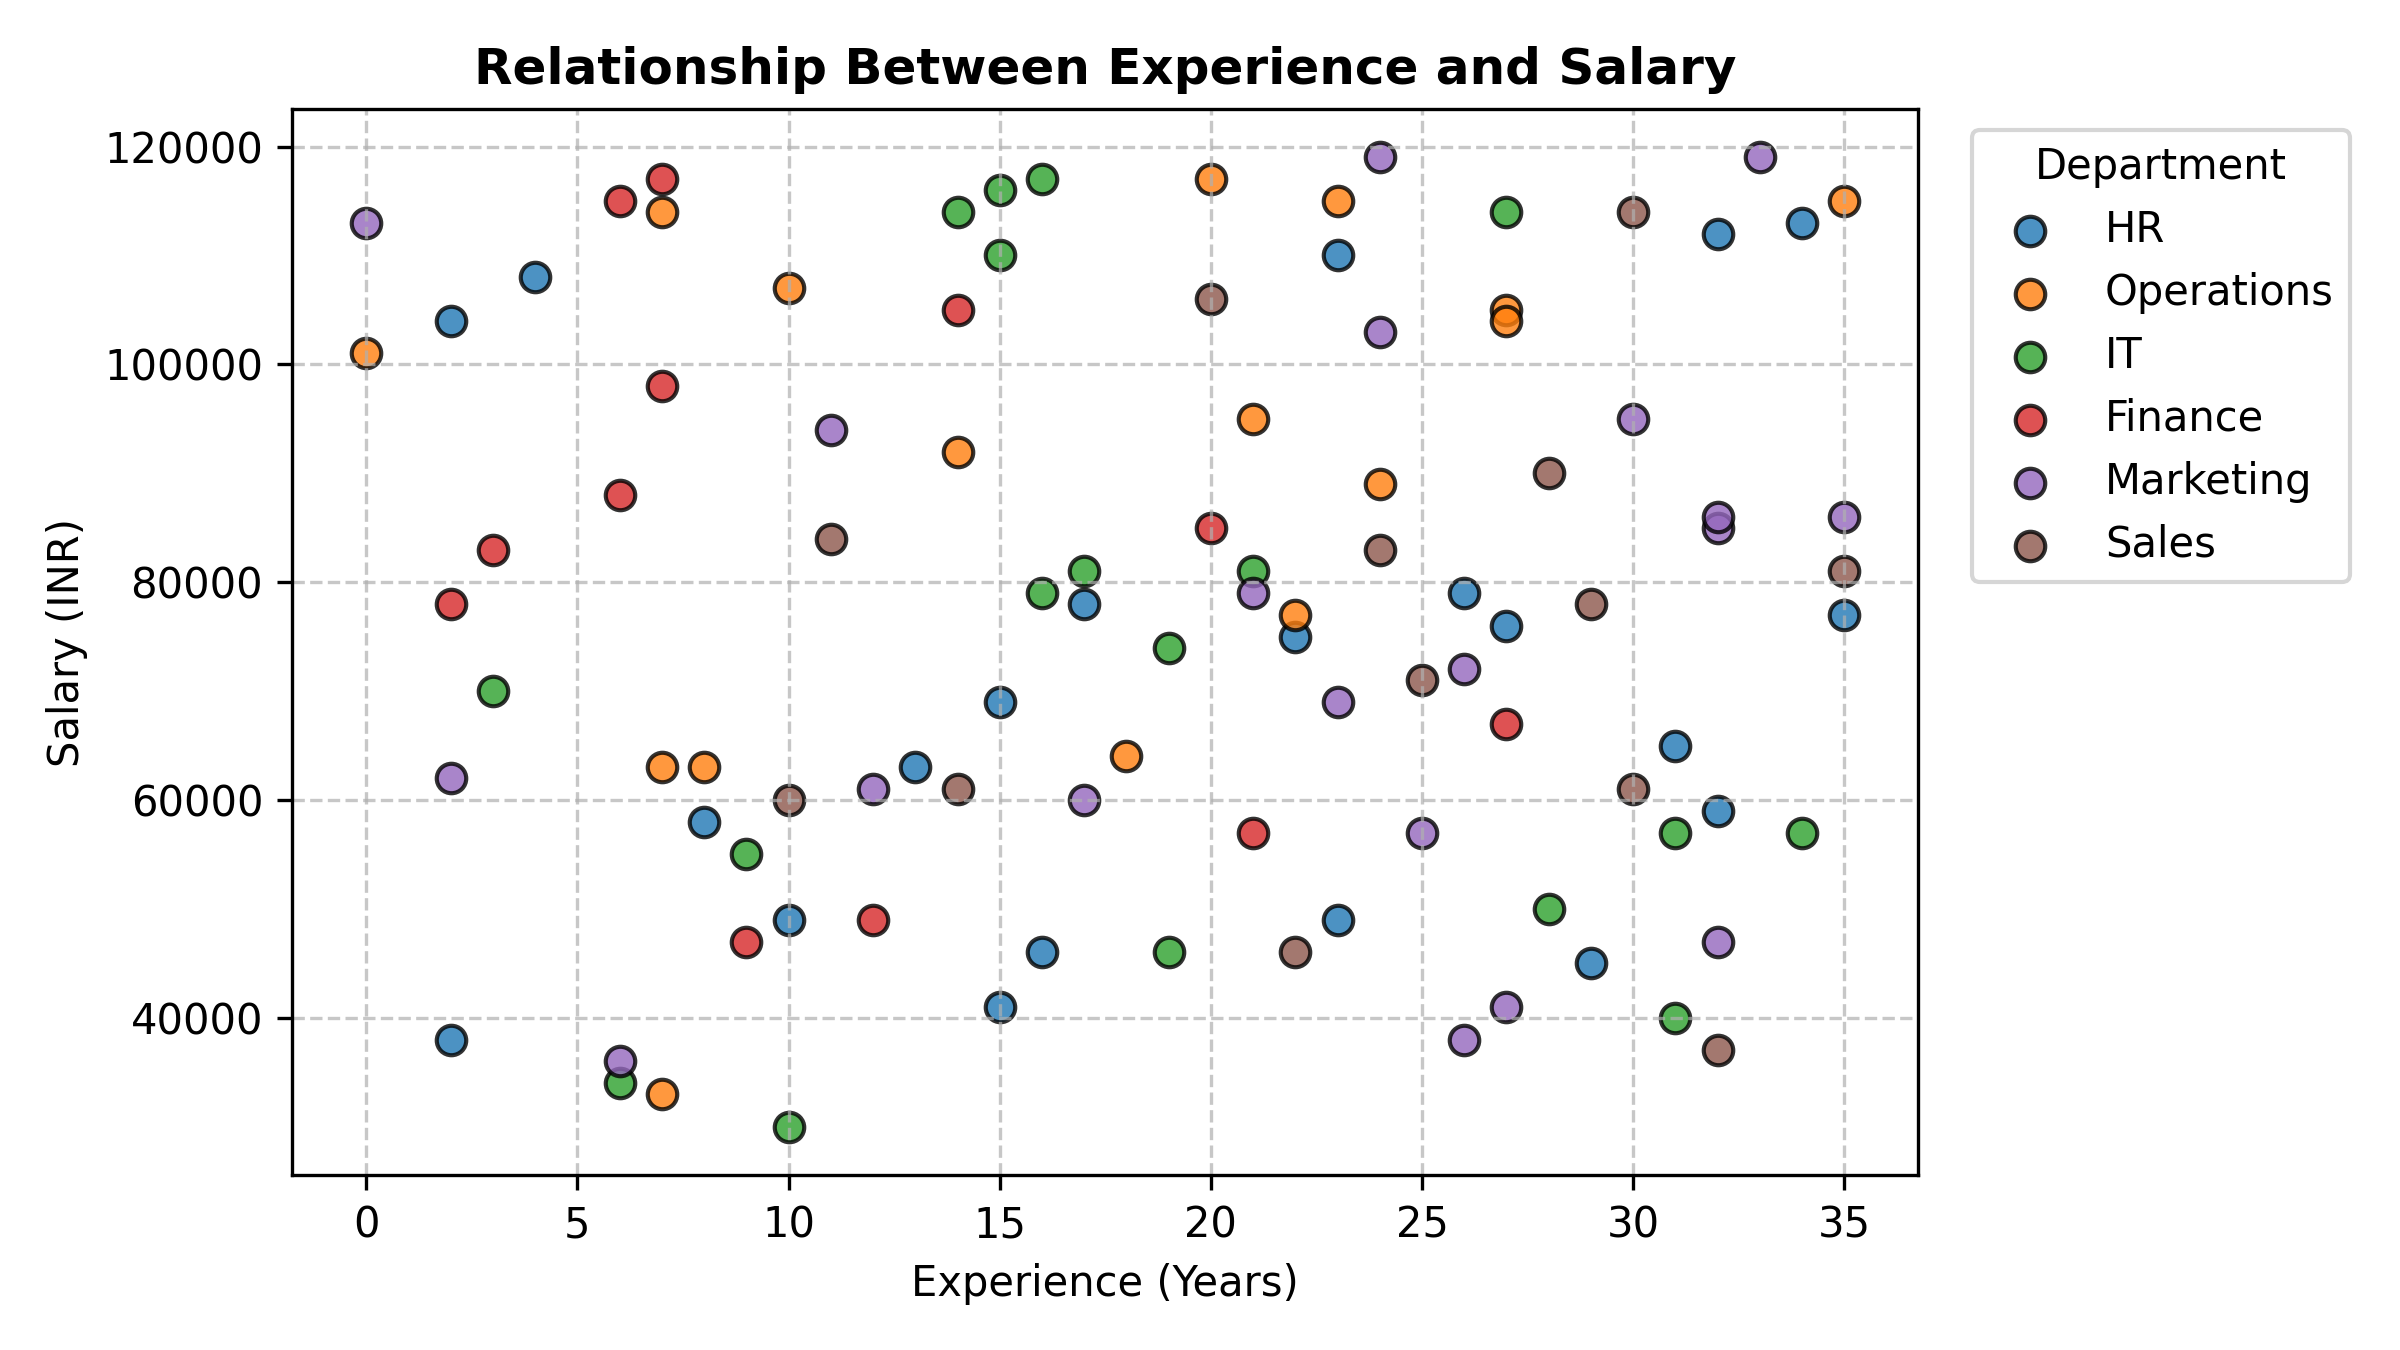 Relationship Between Experience and Salary
120000
100000
80000
60000
40000
Salary (INR)
0 5 10 15 20 25 30 35
Experience (Years)
Department
HR
Operations
IT
Finance
Marketing
Sales